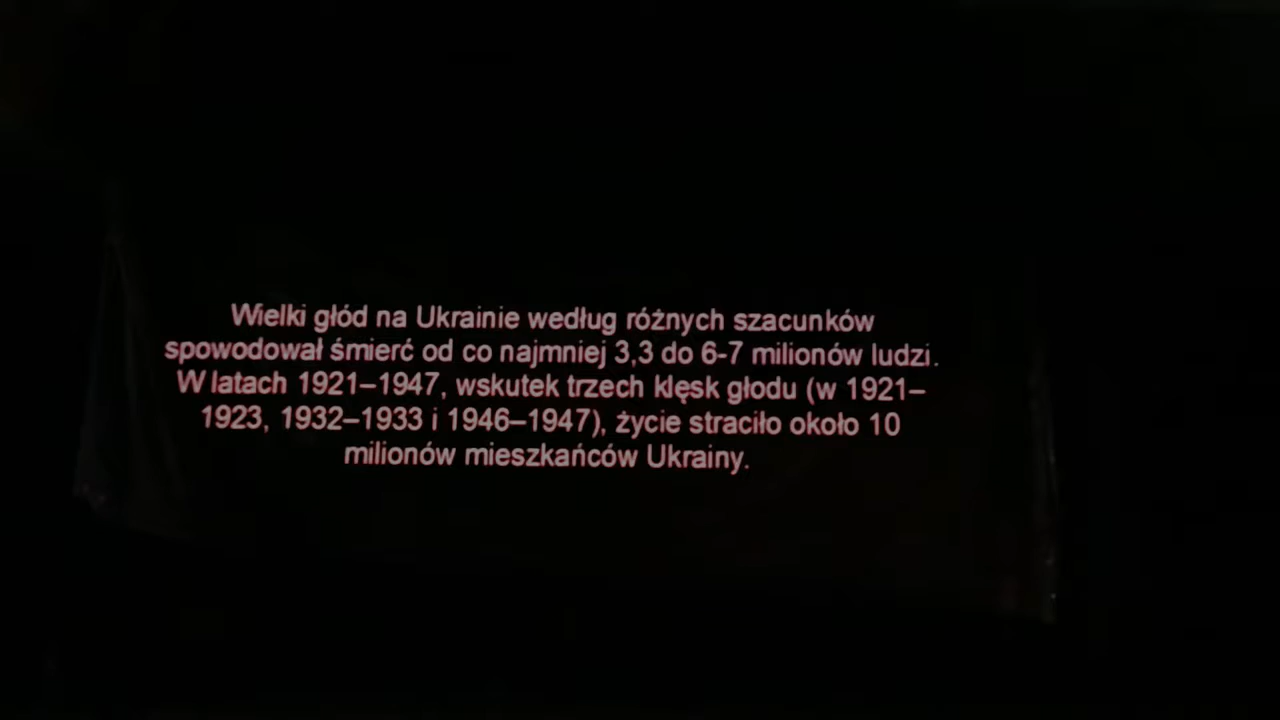 Wielki głód na Ukrainie według różnych szacunków
spowodował śmierć od co najmniej 3,3 do 6-7 milionów ludzi.
W latach 1921–1947, wskutek trzech klęsk głodu (w 1921–
1923, 1932–1933 i 1946–1947), życie straciło około 10
milionów mieszkańców Ukrainy.